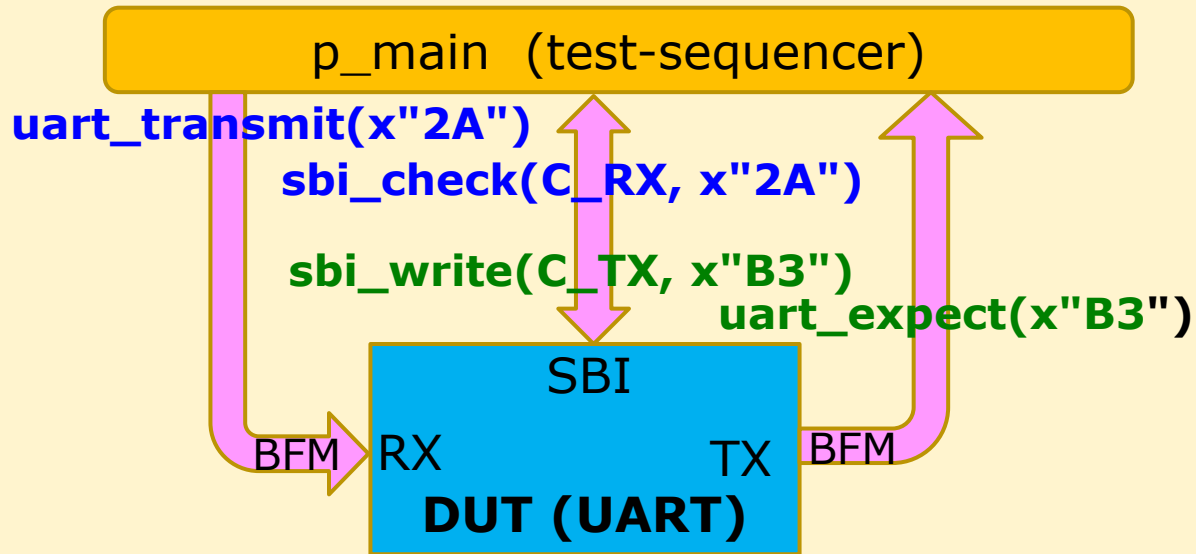 p_main (test-sequencer)
uart_transmit(x"2A")
sbi_check(C_RX, x"2A")
sbi_write(C_TX, x"B3")
uart_expect(x"B3")
SBI
BFM
RX
TX
BFM
DUT (UART)